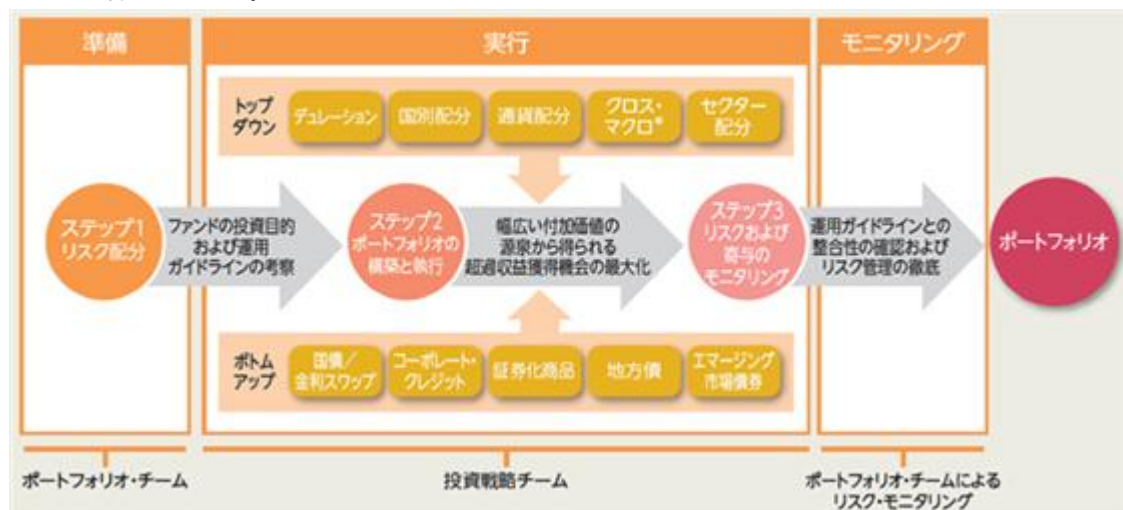 準備
実行
モニタリング
トップ
ダウン
デュレーション
国別配分
通貨配分
クロス・
マクロ*
セクター
配分
ステップ1
リスク配分
ファンドの投資目的
および運用
ガイドラインの考察
ステップ2
ポートフォリオの
構築と執行
幅広い付加価値の
源泉から得られる
超過収益獲得機会の最大化
ステップ3
リスクおよび
寄与の
モニタリング
運用ガイドラインとの
整合性の確認および
リスク管理の徹底
ポートフォリオ
ボトム
アップ
国債/
金利スワップ
コーポレート・
クレジット
証券化商品
地方債
エマージング
市場債券
ポートフォリオ・チーム
投資戦略チーム
ポートフォリオ・チームによる
リスク・モニタリング